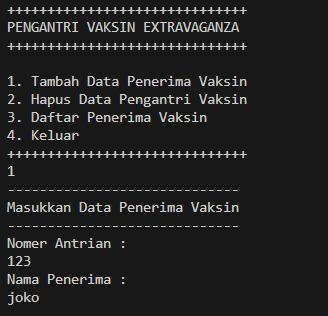 ++++++++++++++++++++++++++++++
PENGANTRI VAKSIN EXTRAVAGANZA
++++++++++++++++++++++++++++++
1. Tambah Data Penerima Vaksin
2. Hapus Data Pengantri Vaksin
3. Daftar Penerima Vaksin
4. Keluar
++++++++++++++++++++++++++++++
1
-----------------------------
Masukkan Data Penerima Vaksin
-----------------------------
Nomer Antrian :
123
Nama Penerima :
joko